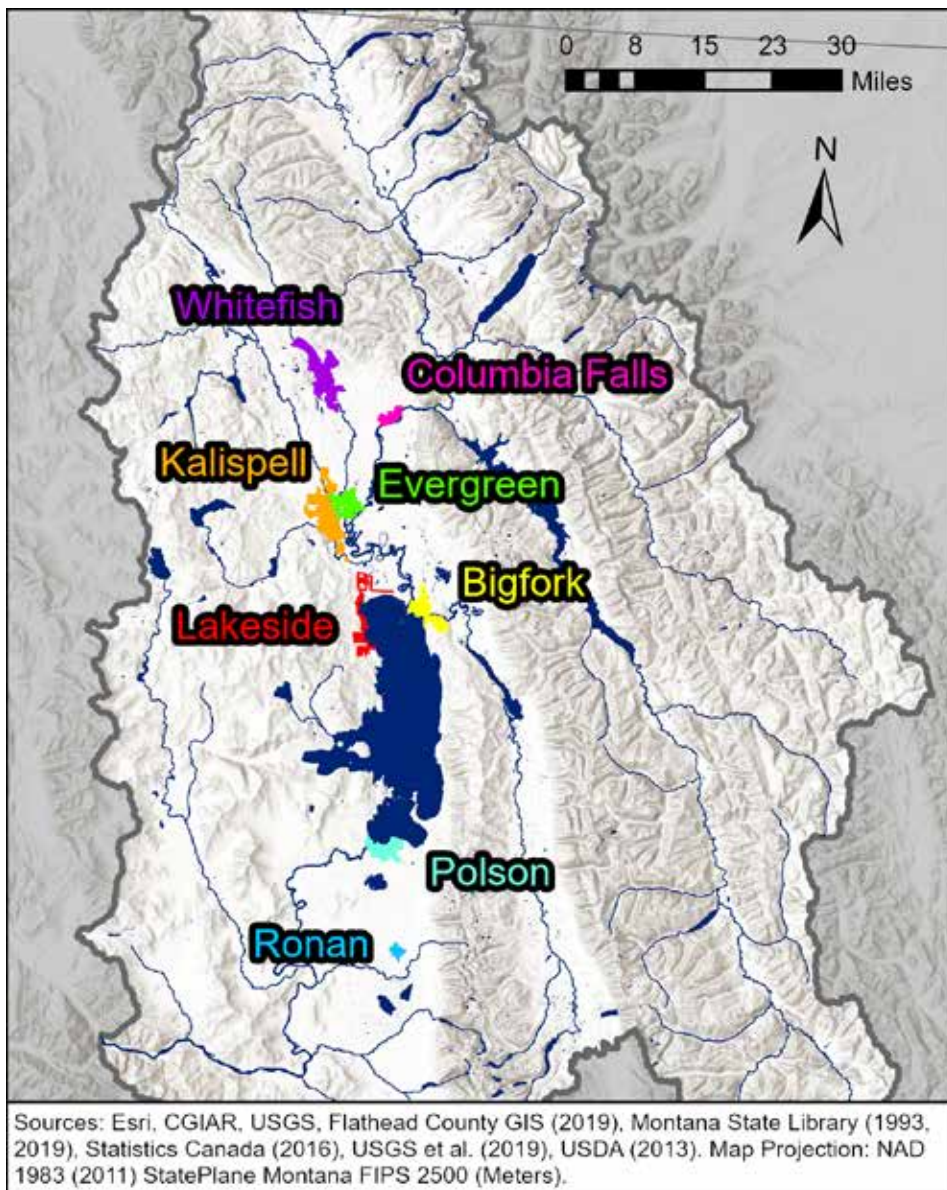 0 8 15 23 30
Miles
N
Whitefish
Columbia Falls
Kalispell
Evergreen
Bigfork
Lakeside
Polson
Ronan
Sources: Esri, CGIAR, USGS, Flathead County GIS (2019), Montana State Library (1993,
2019), Statistics Canada (2016), USGS et al. (2019), USDA (2013). Map Projection: NAD
1983 (2011) StatePlane Montana FIPS 2500 (Meters).